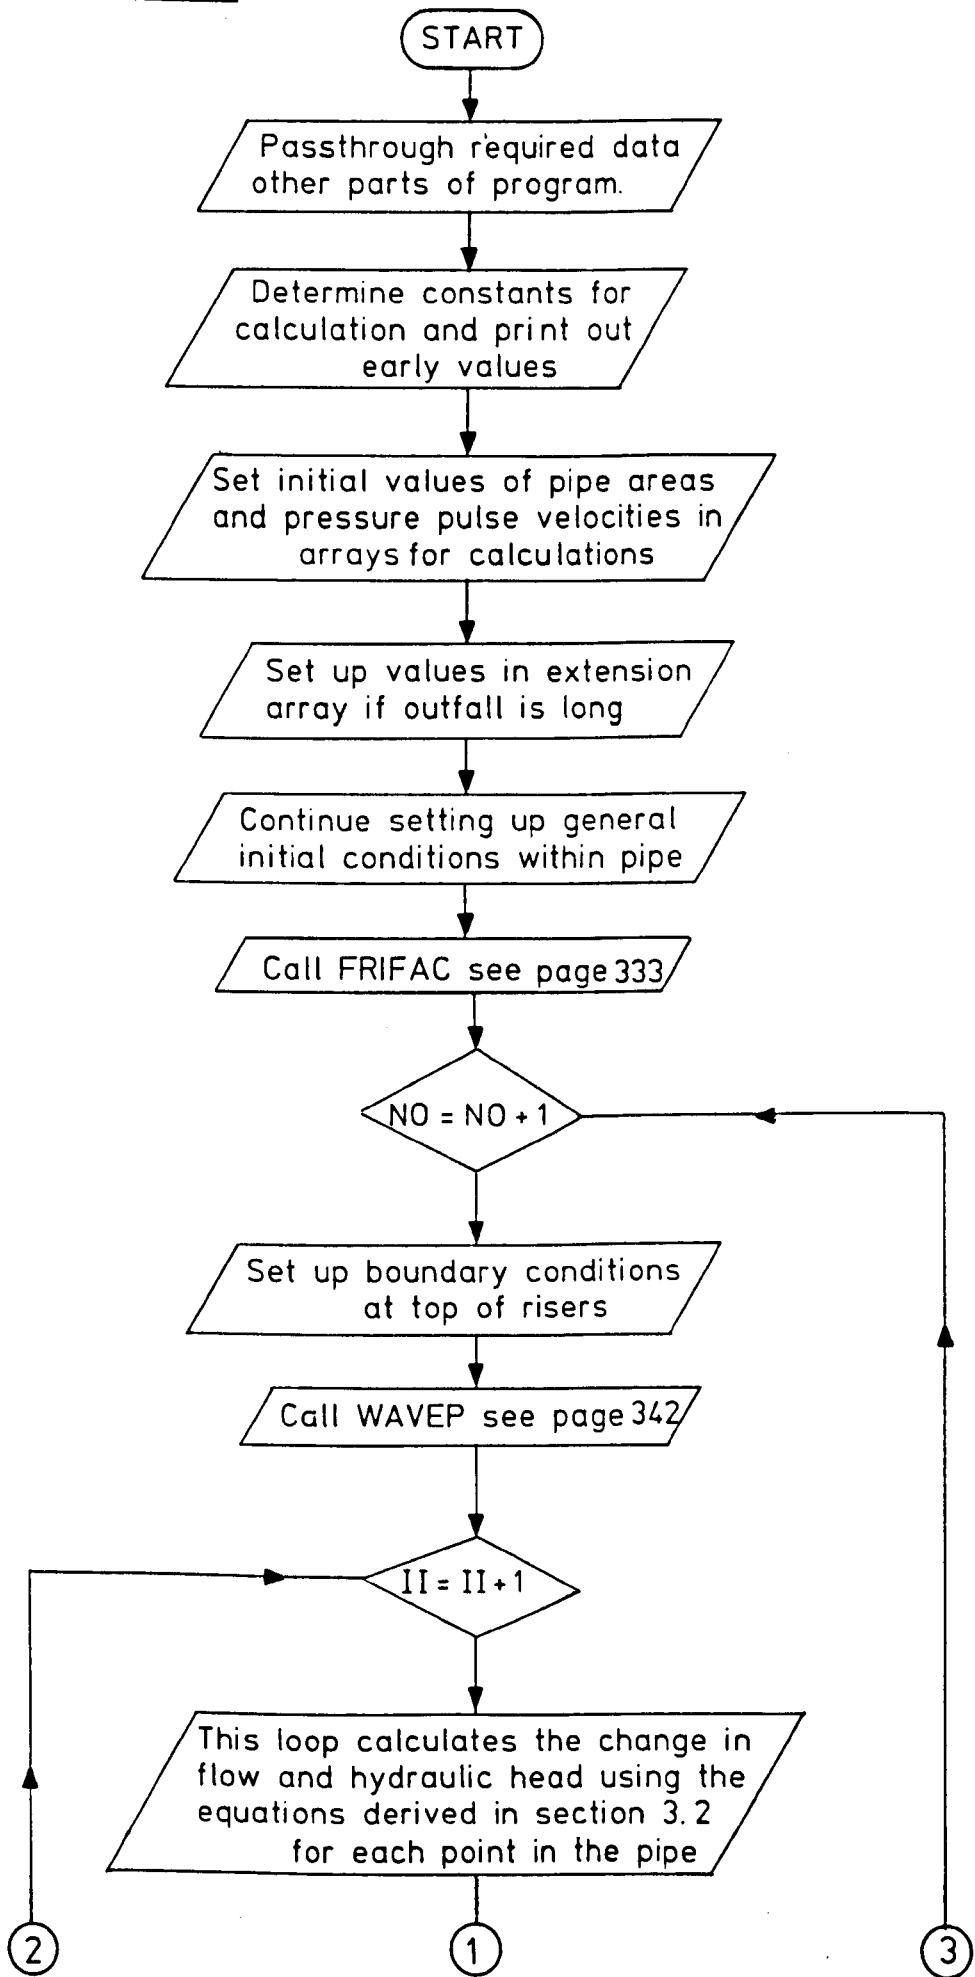 START
Passthrough required data
other parts of program.
Determine constants for
calculation and print out
early values
Set initial values of pipe areas
and pressure pulse velocities in
arrays for calculations
Set up values in extension
array if outfall is long
Continue setting up general
initial conditions within pipe
Call FRIFAC see page 333
NO = NO + 1
Set up boundary conditions
at top of risers
Call WAVEP see page 342
II = II + 1
This loop calculates the change in
flow and hydraulic head using the
equations derived in section 3.2
for each point in the pipe
2
1
3